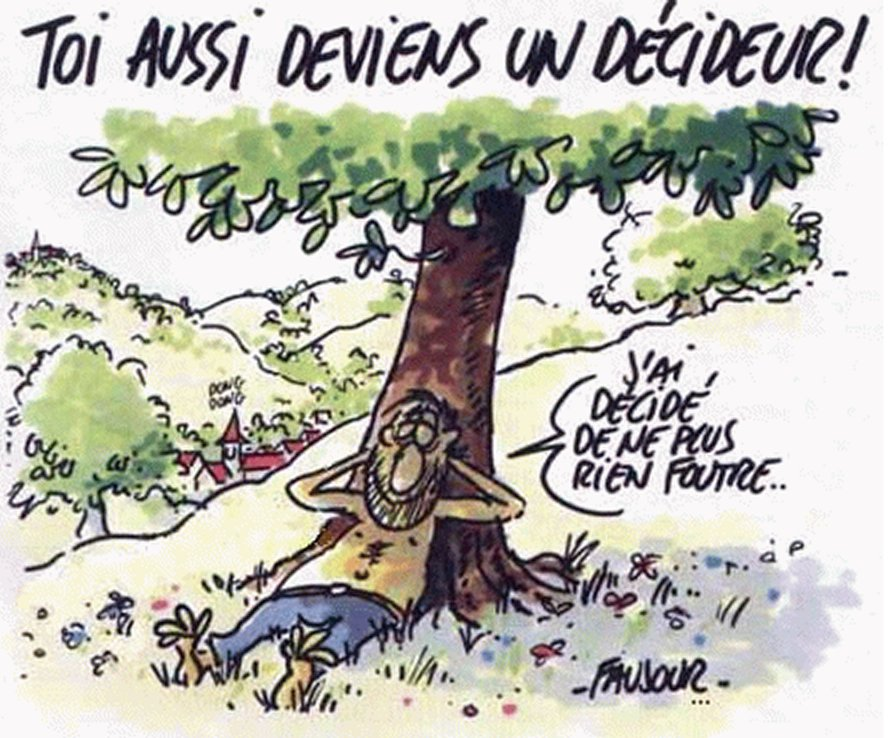 TOI AUSSI DEVIENS UN DÉCIDEUR!
DONG
DONG
J'AI
DÉCIDÉ
DE NE PLUS
RIEN FOUTRE..
-FAUJOUR-